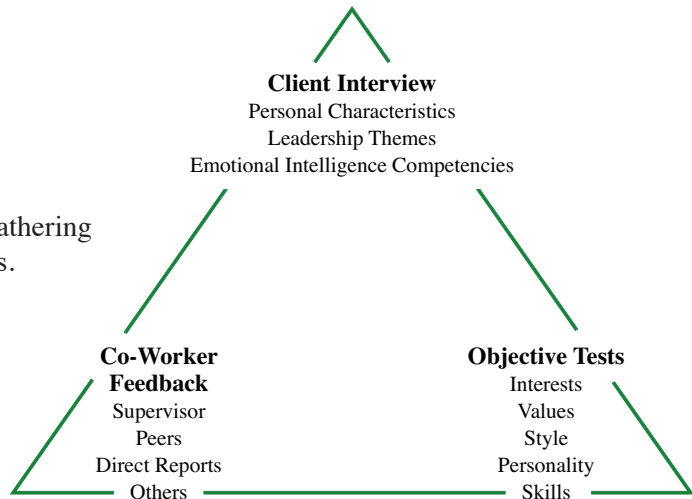 Client Interview
Personal Characteristics
Leadership Themes
Emotional Intelligence Competencies
athering
s.
Co-Worker
Feedback
Supervisor
Peers
Direct Reports
Others
Objective Tests
Interests
Values
Style
Personality
Skills